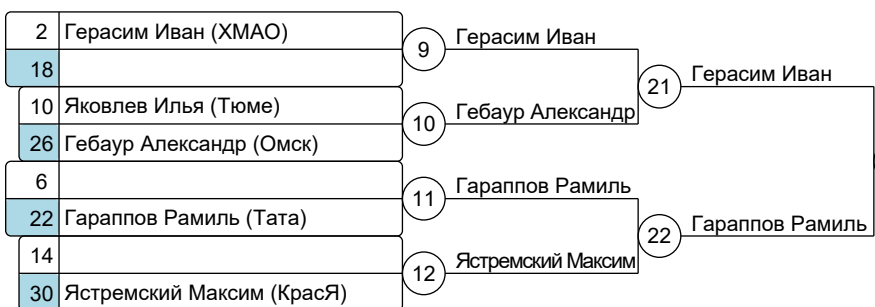 2 Герасим Иван (ХМАО)
18
10 Яковлев Илья (Тюме)
26 Гебаур Александр (Омск)
6
22 Гараппов Рамиль (Тата)
14
30 Ястремский Максим (КрасЯ)
9 Герасим Иван
10 Гебаур Александр
11 Гараппов Рамиль
12 Ястремский Максим
21 Герасим Иван
22 Гараппов Рамиль